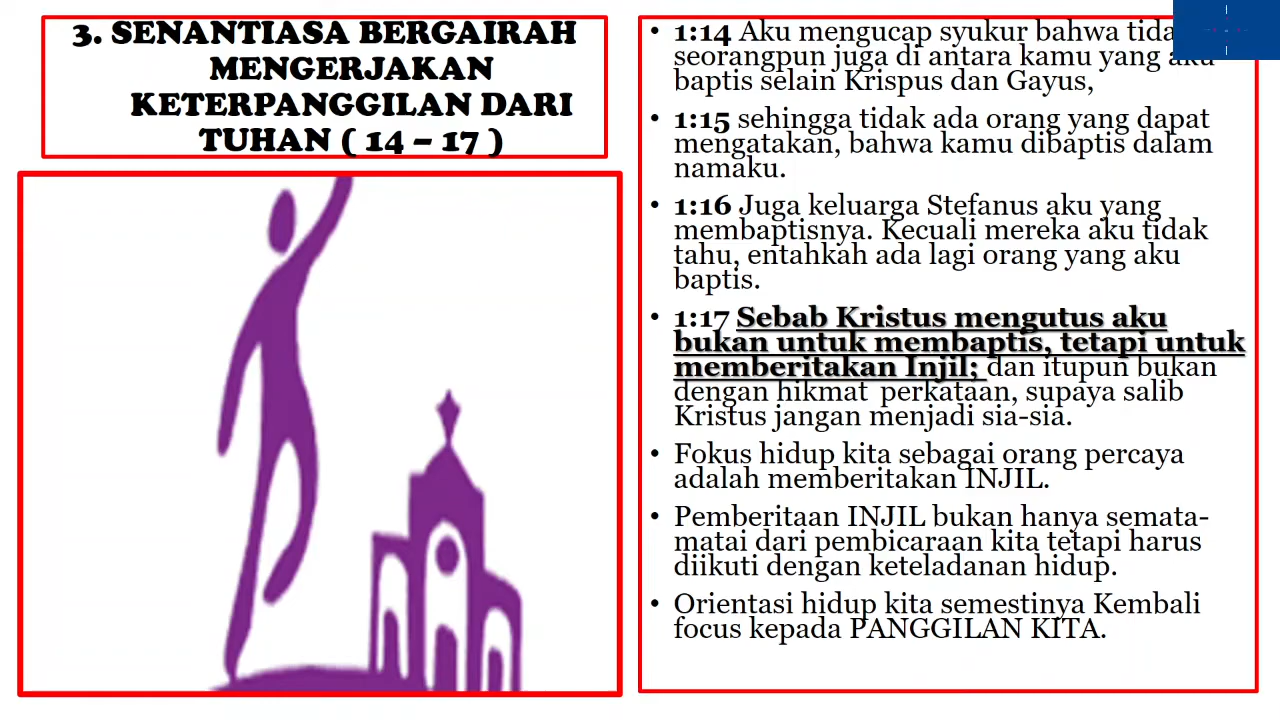 3. SENANTIASA BERGAIRAH
MENGERJAKAN
KETERPANGGILAN DARI
TUHAN ( 14 – 17 )
• 1:14 Aku mengucap syukur bahwa
seorangpun juga di antara kamu yang aku
baptis selain Krispus dan Gayus,
• 1:15 sehingga tidak ada orang yang dapat
mengatakan, bahwa kamu dibaptis dalam
namaku.
• 1:16 Juga keluarga Stefanus aku yang
membaptisnya. Kecuali mereka aku tidak
tahu, entahkah ada lagi orang yang aku
baptis.
• 1:17 Sebab Kristus mengutus aku
bukan untuk membaptis, tetapi untuk
memberitakan Injil; dan itupun bukan
dengan hikmat perkataan, supaya salib
Kristus jangan menjadi sia-sia.
• Fokus hidup kita sebagai orang percaya
adalah memberitakan INJIL.
• Pemberitaan INJIL bukan hanya semata-
matai dari pembicaraan kita tetapi harus
diikuti dengan keteladanan hidup.
• Orientasi hidup kita semestinya Kembali
focus kepada PANGGILAN KITA.